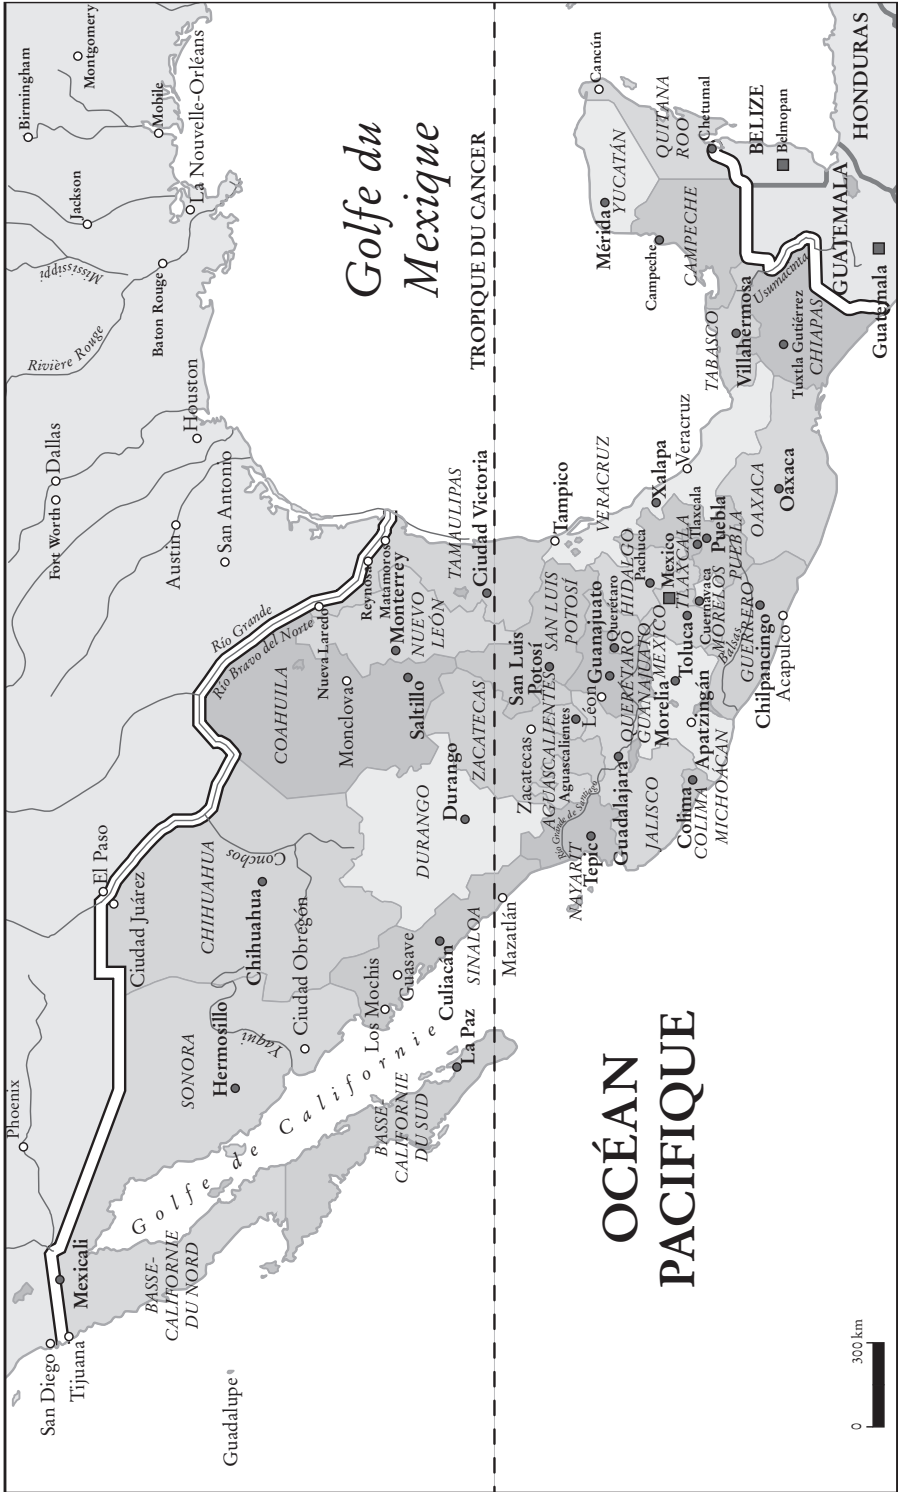 San Diego
Tijuana
Mexicali
Phoenix
El Paso
Ciudad Juárez
Fort Worth
Dallas
Austin
San Antonio
Houston
Rivière Rouge
Mississippi
Baton Rouge
Jackson
La Nouvelle-Orléans
Mobile
Birmingham
Montgomery
Guadalupe
BASSE-
CALIFORNIE
DU NORD
Golfe de Californie
SONORA
Hermosillo
Yaqui
Ciudad Obregón
CHIHUAHUA
Chihuahua
Conchos
COAHUILA
Monclova
Saltillo
Río Grande
Río Bravo del Norte
Nueva Laredo
Reynosa
Matamoros
Monterrey
NUEVO
LEÓN
TAMAULIPAS
Ciudad Victoria
Golfe du
Mexique
TROPIQUE DU CANCER
BASSE-
CALIFORNIE
DU SUD
La Paz
Los Mochis
Guasave
Culiacán
SINALOA
Mazatlán
DURANGO
Durango
ZACATECAS
Zacatecas
San Luis
Potosí
SAN LUIS
POTOSÍ
AGUASCALIENTES
Aguascalientes
NAYARIT
Tepic
Río Grande de Santiago
Guadalajara
JALISCO
Colima
COLIMA
MICHOACAN
Léon
Guanajuato
GUANAJUATO
Querétaro
QUERÉTARO
HIDALGO
Pachuca
Tampico
VERACRUZ
Xalapa
Veracruz
Morelia
Apatzingán
MEXICO
Toluca
Mexico
TLAXCALA
Tlaxcala
Cuernavaca
MORELOS
Puebla
PUEBLA
Balsas
GUERRERO
Chilpancingo
Acapulco
OAXACA
Oaxaca
TABASCO
Villahermosa
Tuxtla Gutiérrez
CHIAPAS
Usumacinta
Campeche
CAMPECHE
Mérida
YUCATÁN
Cancún
QUITANA
ROO
Chetumal
BELIZE
Belmopan
GUATEMALA
Guatemala
HONDURAS
OCÉAN
PACIFIQUE
0 300 km